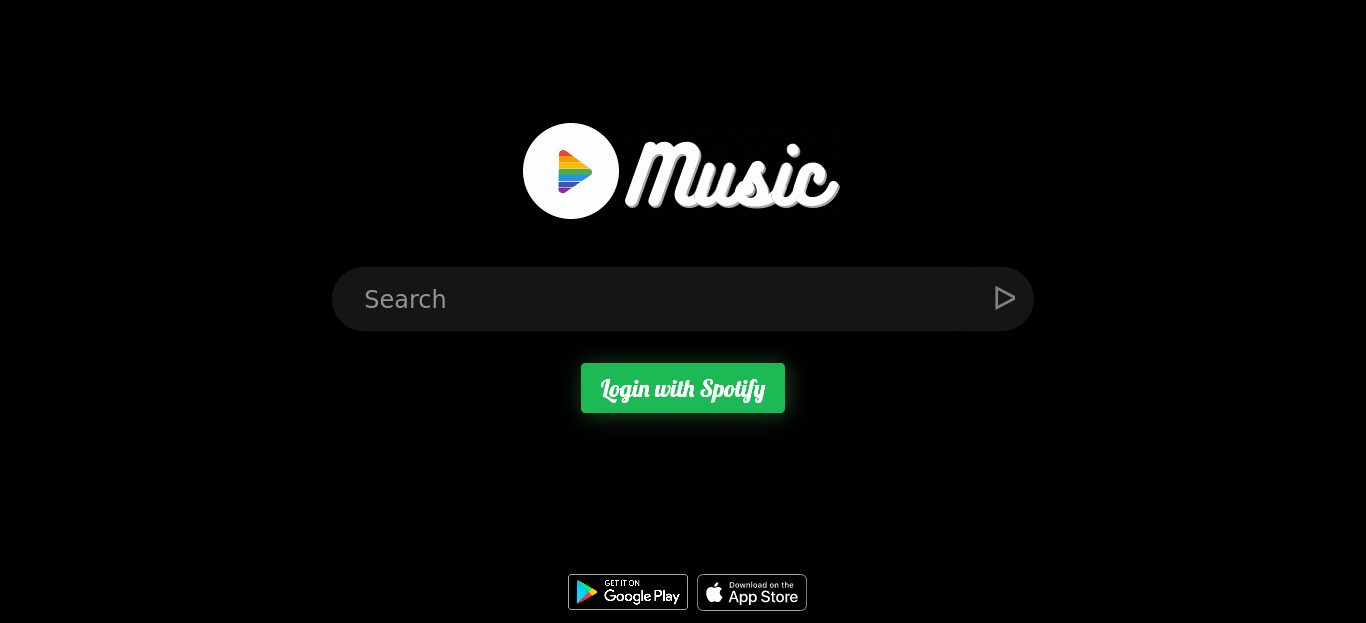 Music
Search
Login with Spotify
GET IT ON
Google Play
Download on the
App Store